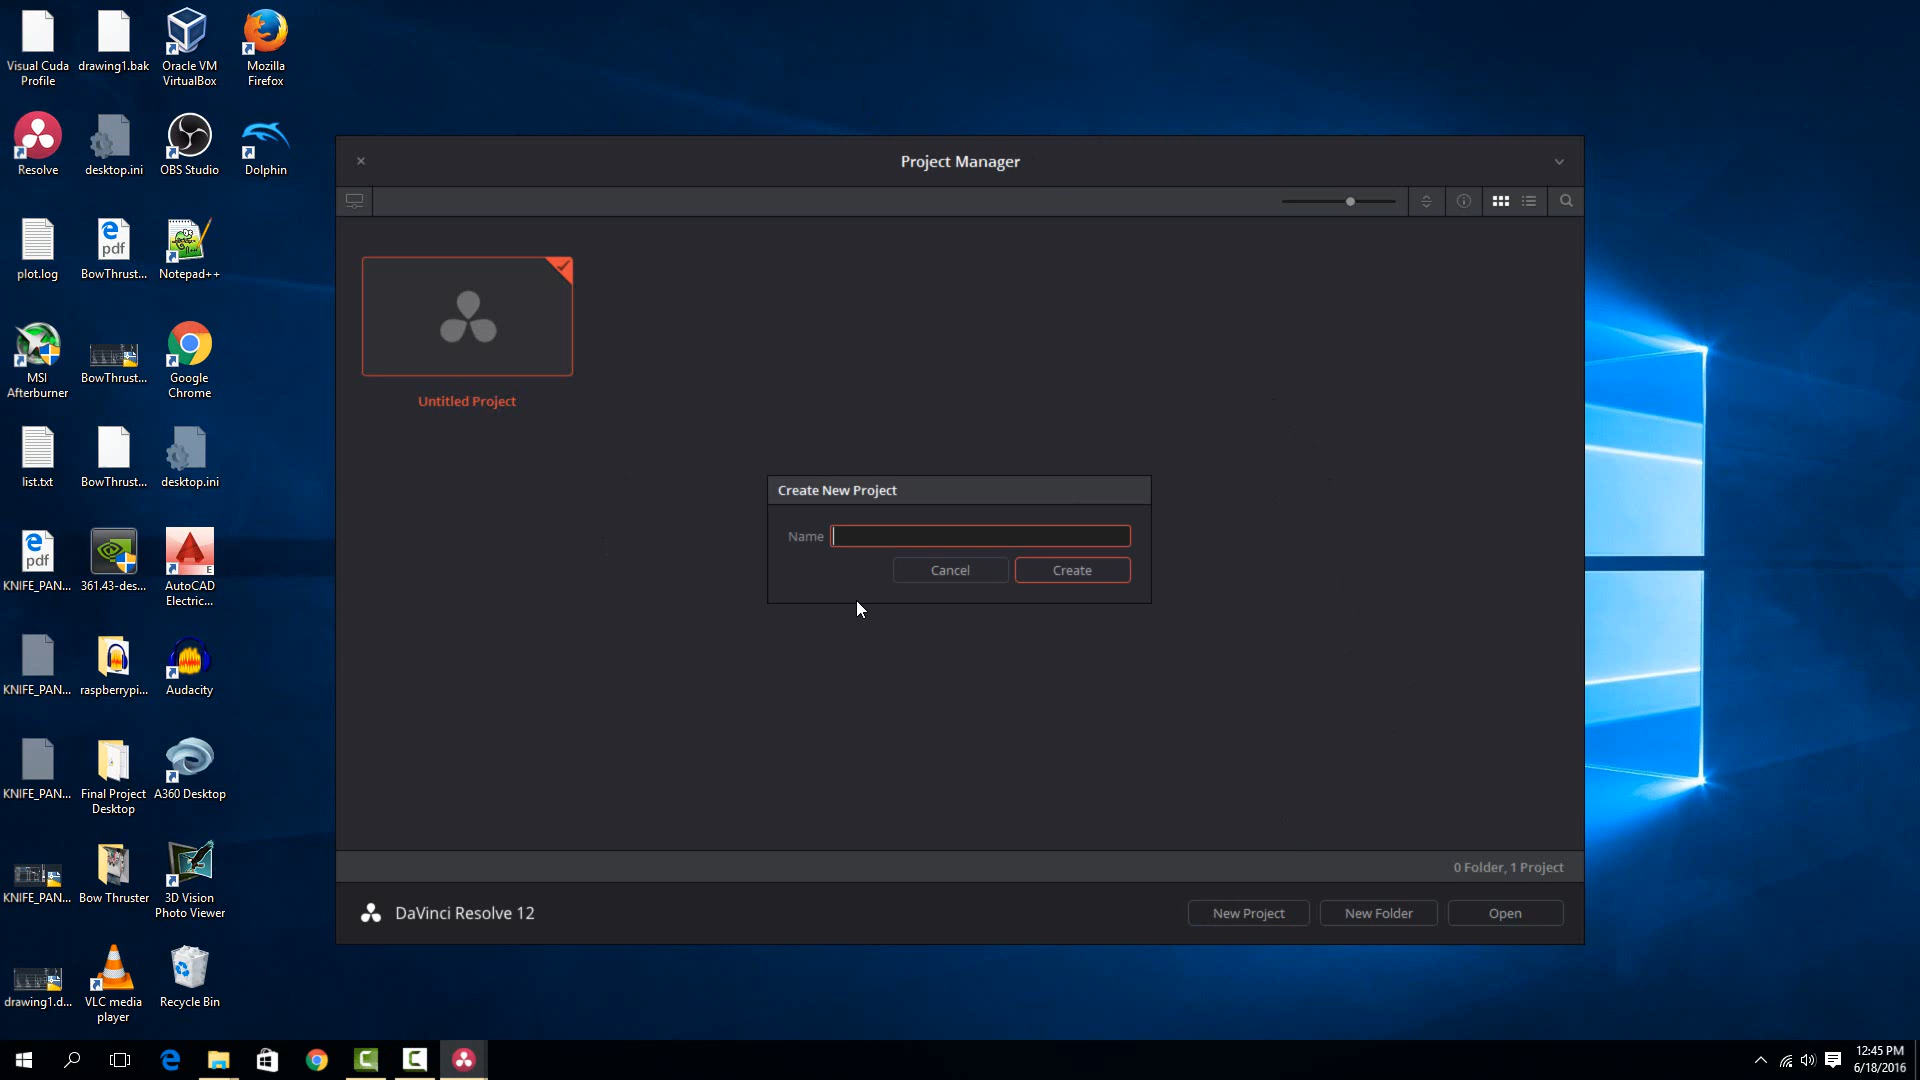 Visual Cuda
Profile
drawing1.bak
Oracle VM
VirtualBox
Mozilla
Firefox
Resolve
desktop.ini
OBS Studio
Dolphin
plot.log
pdf
BowThrust...
Notepad++
MSI
Afterburner
BowThrust...
Google
Chrome
list.txt
BowThrust...
desktop.ini
pdf
KNIFE_PAN...
361.43-des...
E
AutoCAD
Electric...
KNIFE_PAN...
raspberrypi...
Audacity
KNIFE_PAN...
Final Project
Desktop
A360 Desktop
KNIFE_PAN...
Bow Thruster
3D Vision
Photo Viewer
drawing1.d...
VLC media
player
Recycle Bin
Project Manager
Untitled Project
Create New Project
Name
Cancel
Create
0 Folder, 1 Project
DaVinci Resolve 12
New Project
New Folder
Open
12:45 PM
6/18/2016